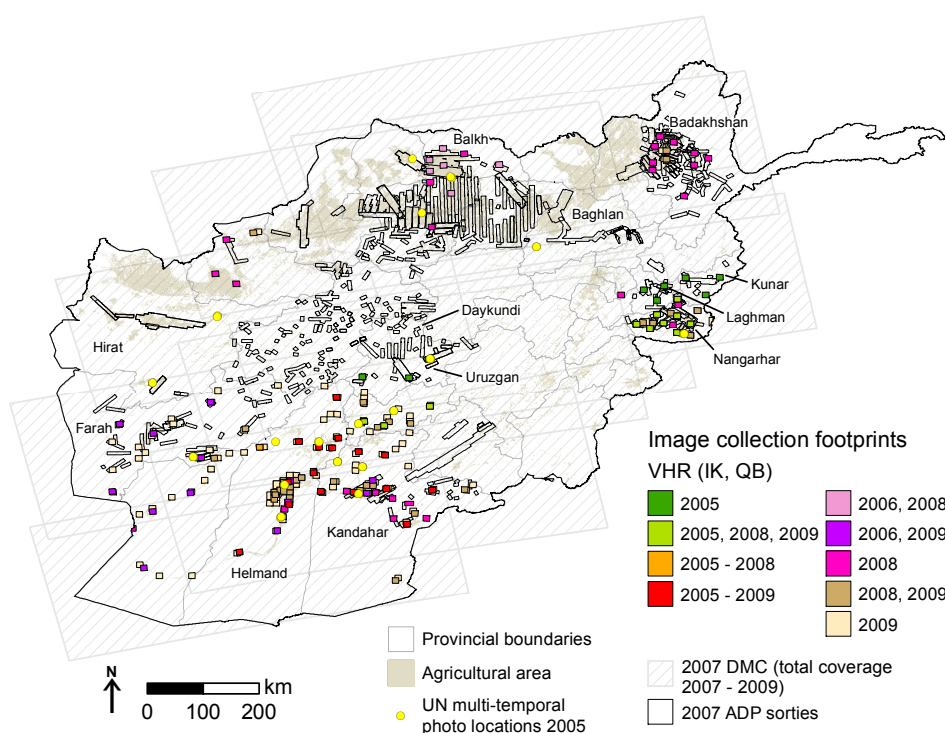 Badakhshan
Balkh
Baghlan
Kunar
Daykundi
Laghman
Hirat
Nangarhar
Uruzgan
Farah
Image collection footprints
VHR (IK, QB)
2005
2006, 2008
2005, 2008, 2009
2006, 2009
2005 - 2008
2008
2005 - 2009
2008, 2009
2009
Kandahar
Helmand
Provincial boundaries
Agricultural area
UN multi-temporal
photo locations 2005
2007 DMC (total coverage
2007 - 2009)
2007 ADP sorties
N
km
0 100 200